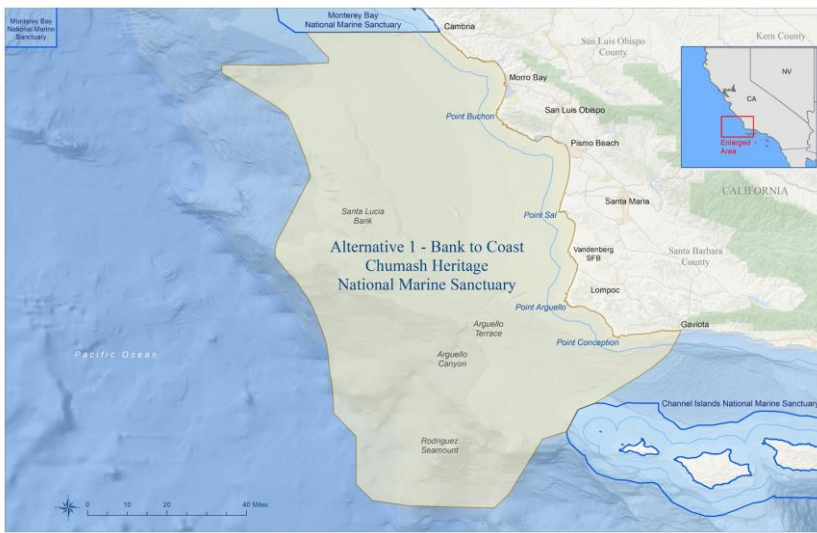 Monterey Bay
National Marine
Sanctuary
Monterey Bay
National Marine Sanctuary
Cambria
San Luis Obispo
County
Kern County
NV
CA
Enlarged
Area
Morro Bay
San Luis Obispo
Point Buchon
Pismo Beach
CALIFORNIA
Santa Lucia
Bank
Point Sal
Santa Maria
Alternative 1 - Bank to Coast
Chumash Heritage
National Marine Sanctuary
Vandenberg
SFB
Santa Barbara
County
Lompoc
Point Arguello
Arguello
Terrace
Gaviota
Point Conception
Pacific Ocean
Arguello
Canyon
Channel Islands National Marine Sanctuary
Rodriguez
Seamount
0 10 20 40 Miles